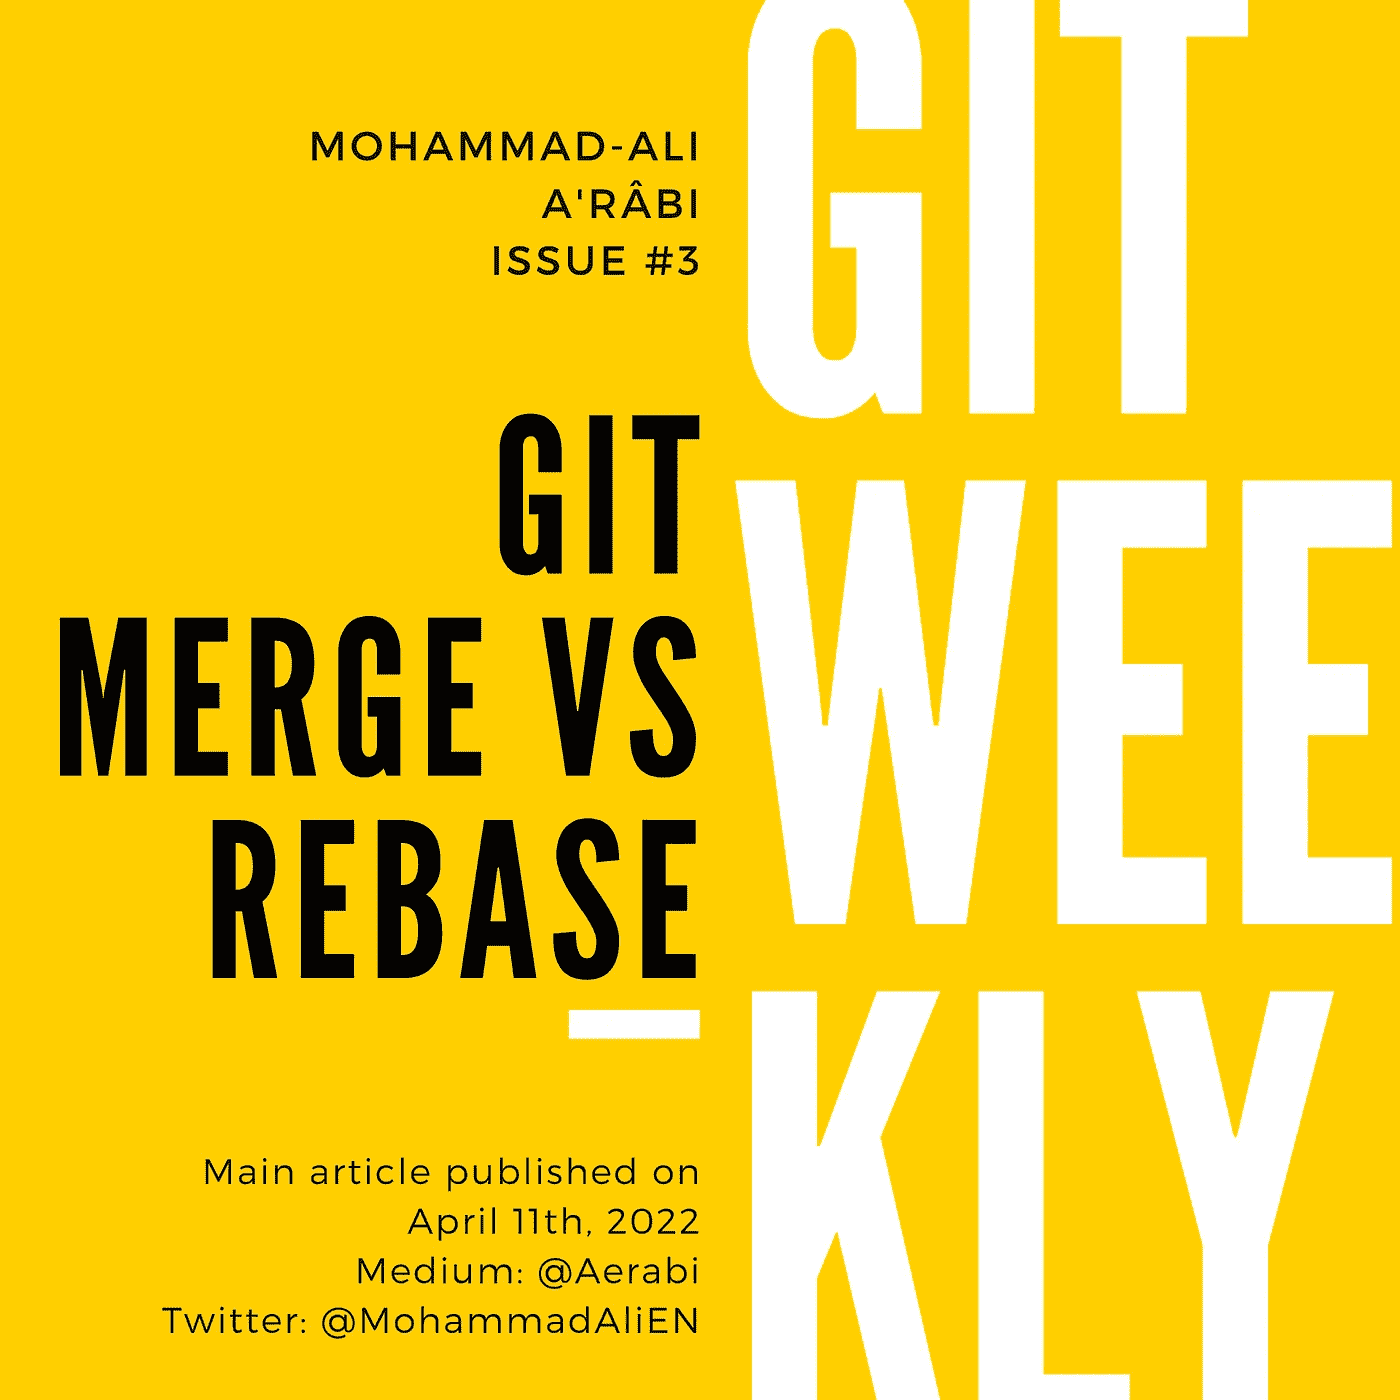 MOHAMMAD-ALI
A'RÂBI
ISSUE #3
GIT
MERGE VS
REBASE
Main article published on
April 11th, 2022
Medium: @Aerabi
Twitter: @MohammadAliEN
GIT
WEE
KLY